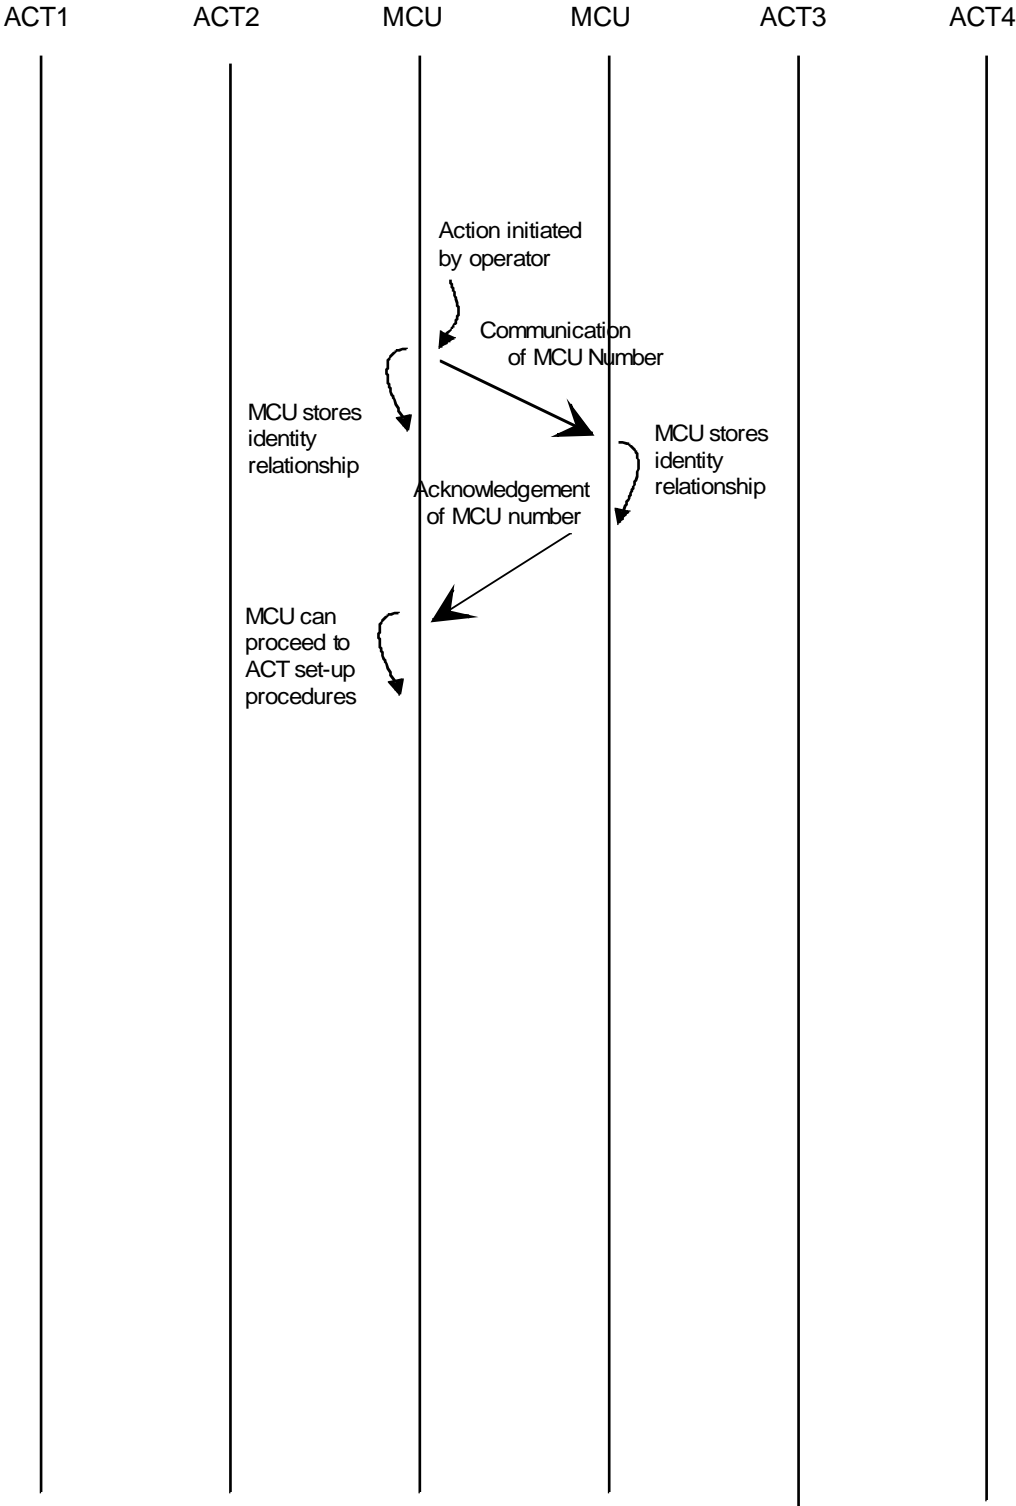 ACT1 ACT2 MCU MCU ACT3 ACT4
Action initiated
by operator
Communication
of MCU Number
MCU stores
identity
relationship
MCU stores
identity
relationship
Acknowledgement
of MCU number
MCU can
proceed to
ACT set-up
procedures